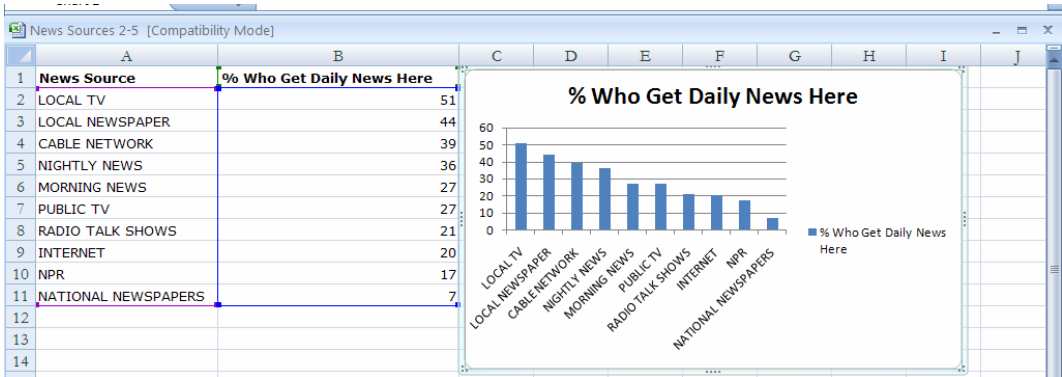 News Sources 2-5 [Compatibility Mode]
A B C D E F G H I J
1 News Source % Who Get Daily News Here
2 LOCAL TV 51
3 LOCAL NEWSPAPER 44
4 CABLE NETWORK 39
5 NIGHTLY NEWS 36
6 MORNING NEWS 27
7 PUBLIC TV 27
8 RADIO TALK SHOWS 21
9 INTERNET 20
10 NPR 17
11 NATIONAL NEWSPAPERS 7
12
13
14
% Who Get Daily News Here
60
50
40
30
20
10
0
LOCAL TV
LOCAL NEWSPAPER
CABLE NETWORK
NIGHTLY NEWS
MORNING NEWS
PUBLIC TV
RADIO TALK SHOWS
INTERNET
NPR
NATIONAL NEWSPAPERS
% Who Get Daily News
Here